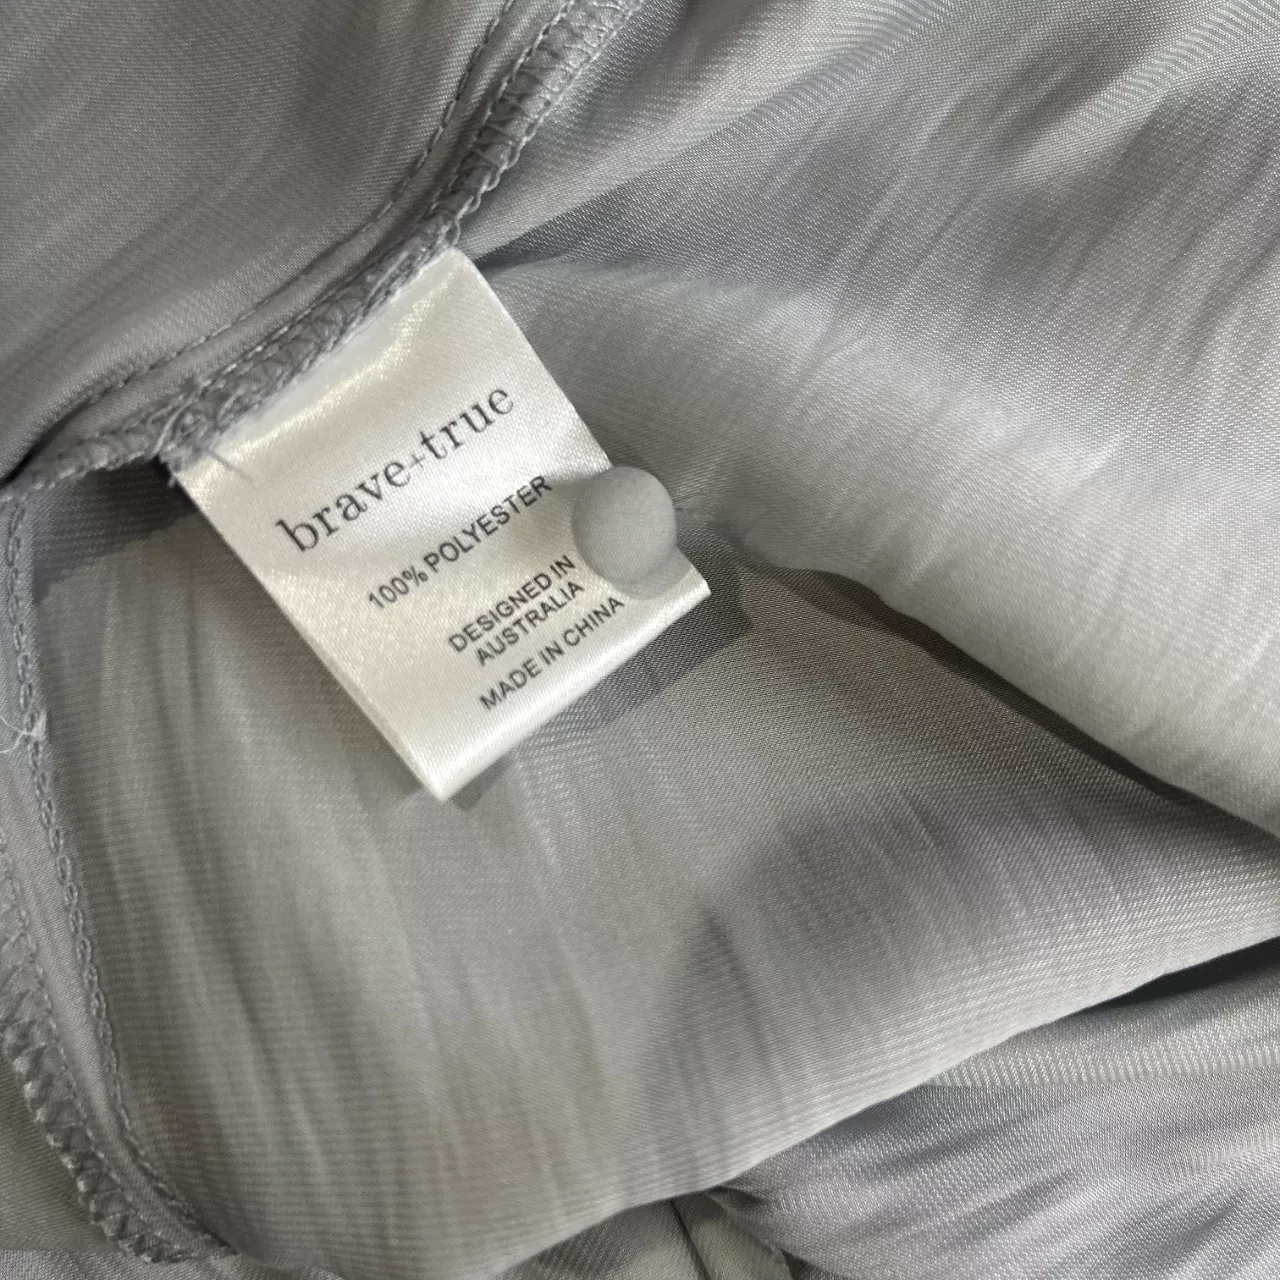 brave+true
100% POLYESTER
DESIGNED IN
AUSTRALIA
MADE IN CHINA